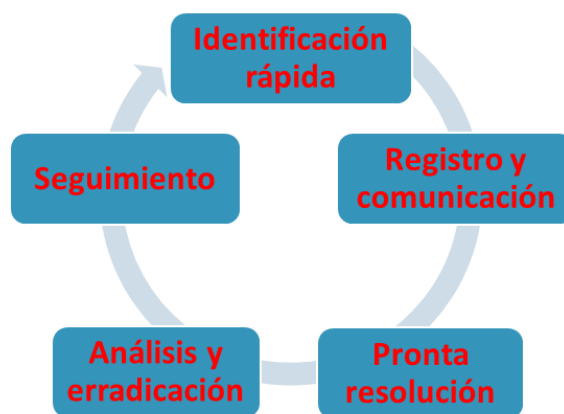 Identificación
rápida
Registro y
comunicación
Pronta
resolución
Análisis y
erradicación
Seguimiento